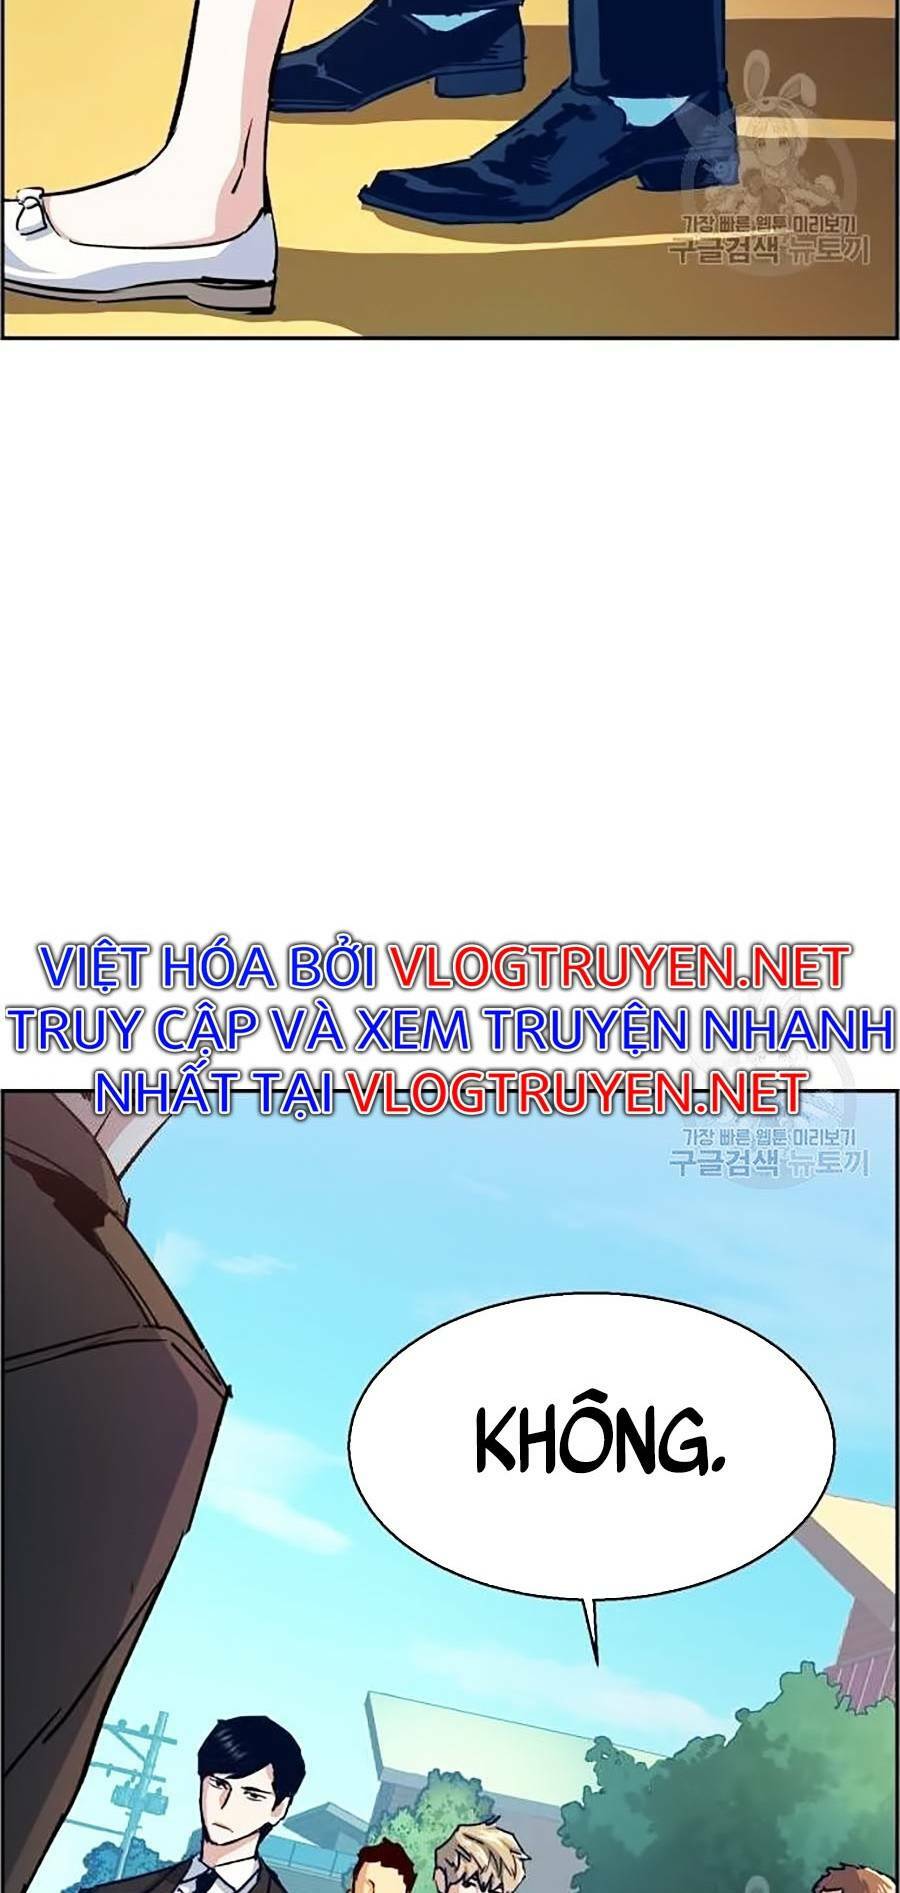 가장 빠른 웹툰 미리보기
구글검색 뉴토끼
VIỆT HÓA BỞI VLOGTRUYEN.NET
TRUY CẬP VÀ XEM TRUYỆN NHANH
NHẤT TẠI VLOGTRUYEN.NET
가장 빠른 웹툰 미리보기
구글검색 뉴토끼
KHÔNG.